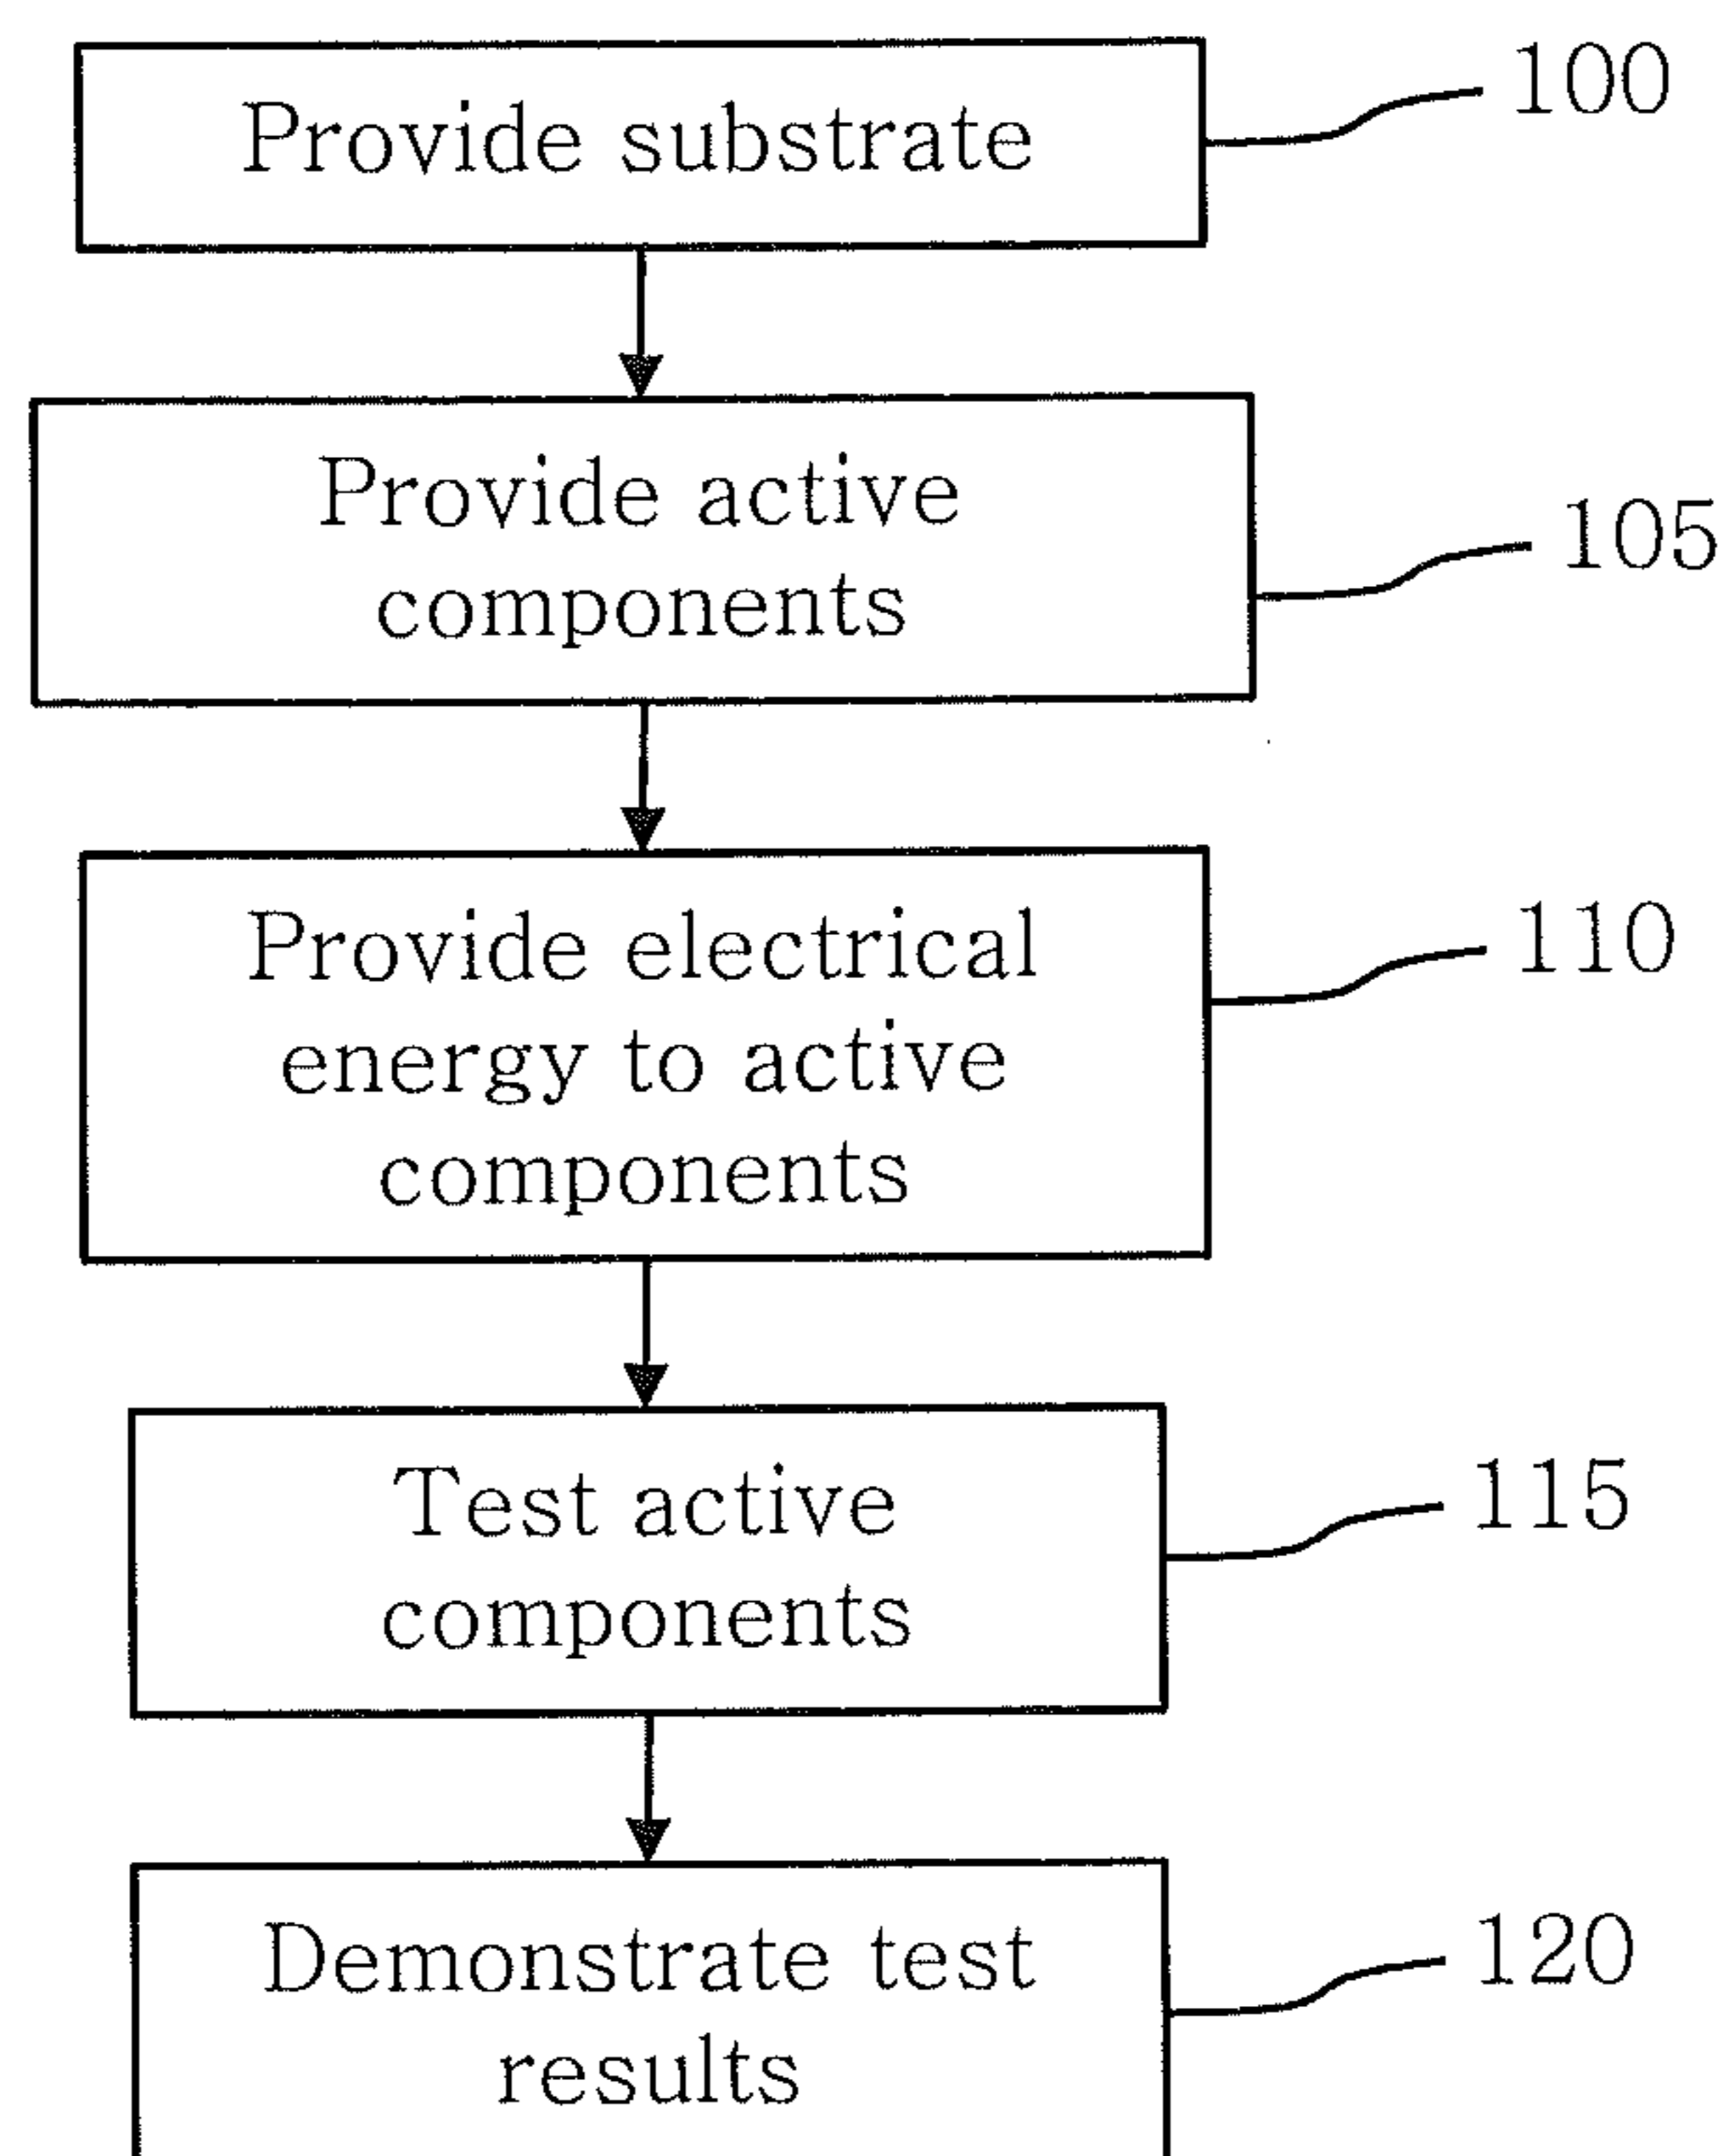 Provide substrate
100
Provide active
components
105
Provide electrical
energy to active
components
110
Test active
components
115
Demonstrate test
results
120